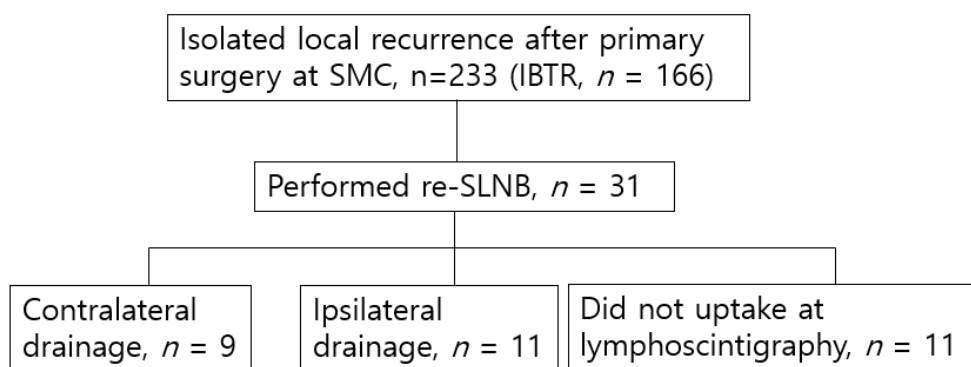 Isolated local recurrence after primary
surgery at SMC, n=233 (IBTR, n = 166)
Performed re-SLNB, n = 31
Contralateral
drainage, n = 9
Ipsilateral
drainage, n = 11
Did not uptake at
lymphoscintigraphy, n = 11